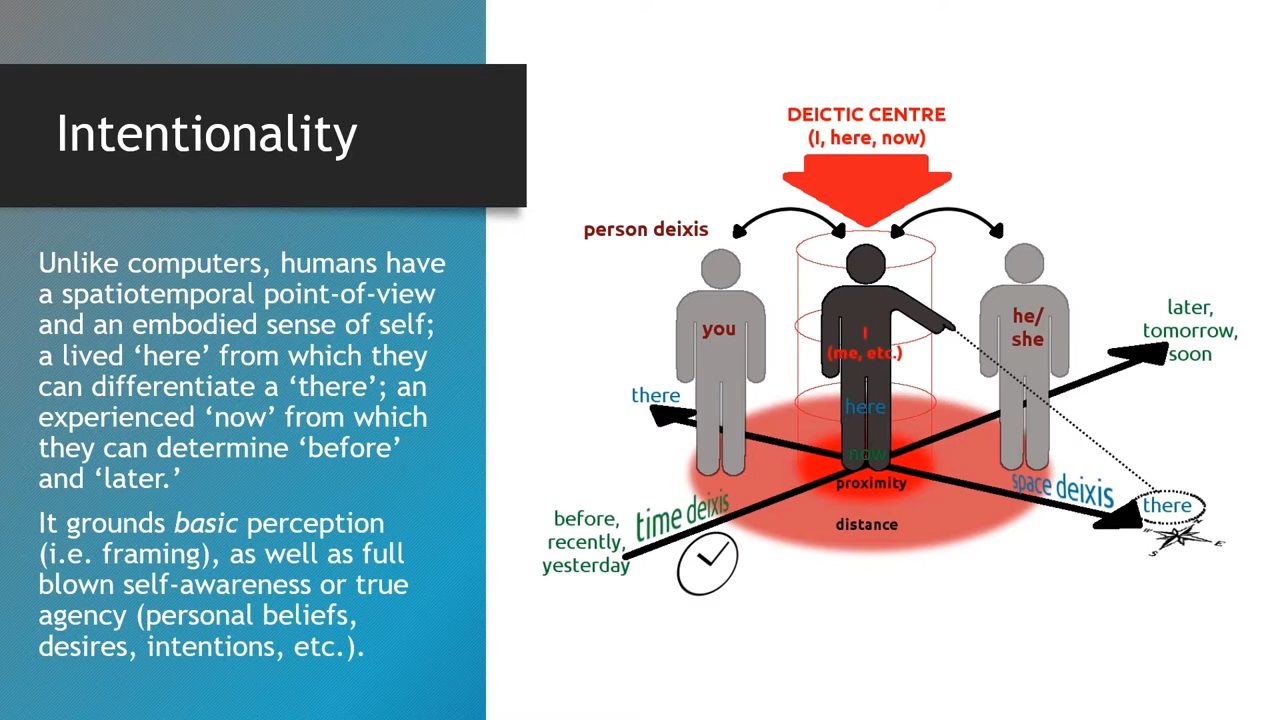 Intentionality
Unlike computers, humans have
a spatiotemporal point-of-view
and an embodied sense of self;
a lived ‘here’ from which they
can differentiate a ‘there’; an
experienced ‘now’ from which
they can determine ‘before’
and ‘later.’
It grounds basic perception
(i.e. framing), as well as full
blown self-awareness or true
agency (personal beliefs,
desires, intentions, etc.).
DEICTIC CENTRE
(I, here, now)
person deixis
you
I
(me, etc.)
he/
she
later,
tomorrow,
soon
there
here
now
proximity
distance
space deixis
there
time deixis
before,
recently,
yesterday
S
E